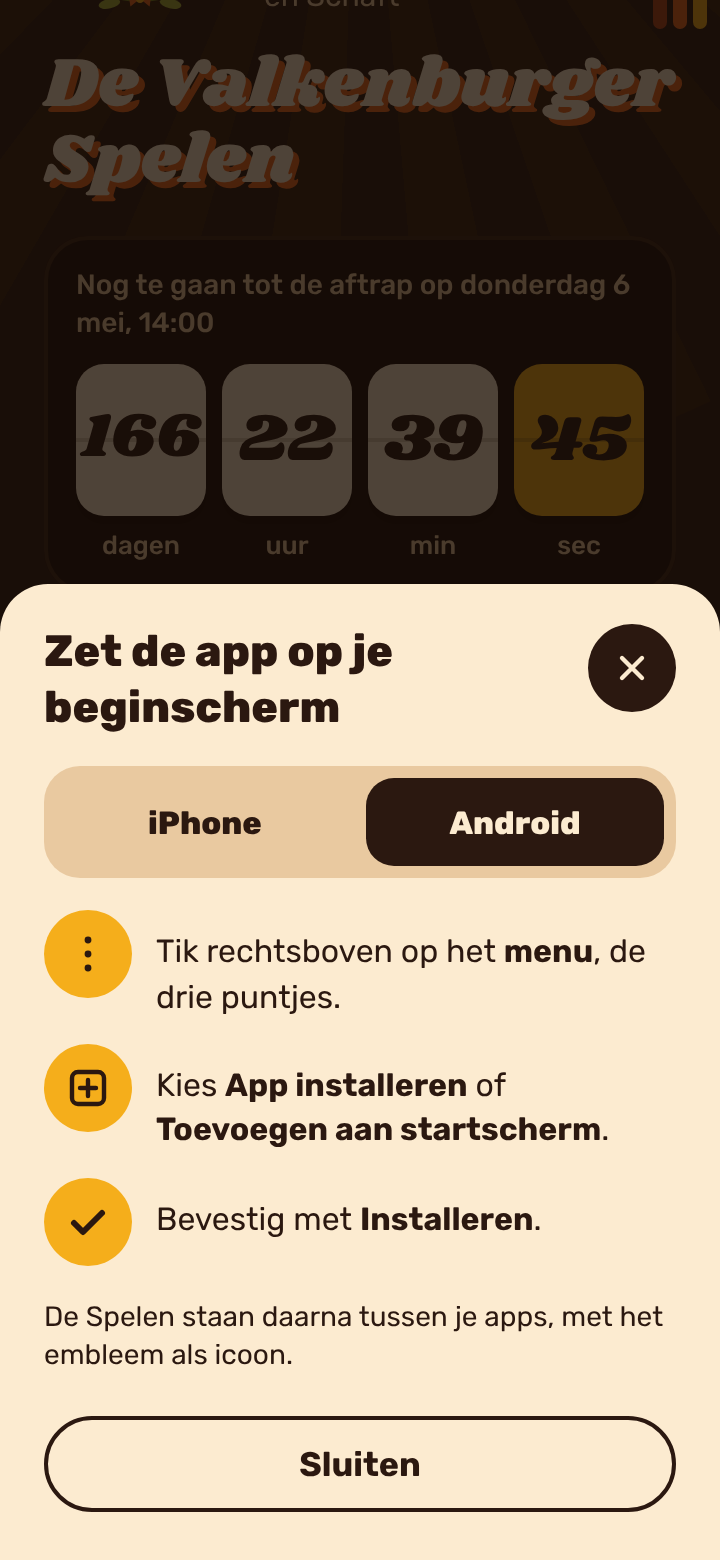 De Valkenburger
Spelen
Nog te gaan tot de aftrap op donderdag 6
mei, 14:00
166 22 39 45
dagen uur min sec
Zet de app op je
beginscherm
iPhone Android
Tik rechtsboven op het menu, de
drie puntjes.
Kies App installeren of
Toevoegen aan startscherm.
Bevestig met Installeren.
De Spelen staan daarna tussen je apps, met het
embleem als icoon.
Sluiten